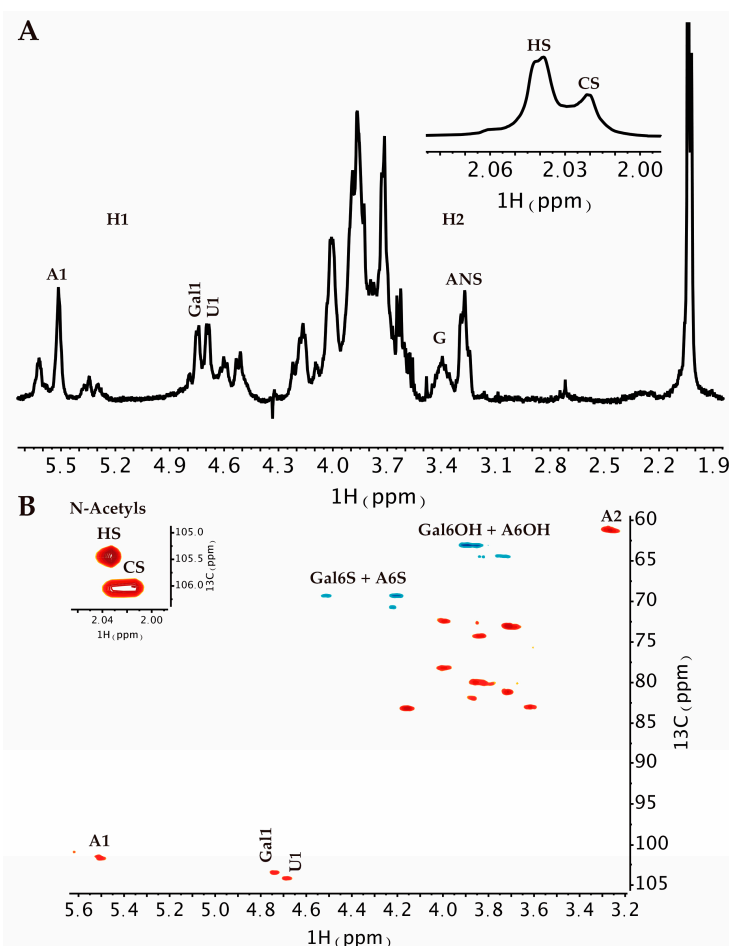 A
HS
CS
2.06 2.03 2.00
1H (ppm)
H1
H2
A1
Gal1
U1
ANS
G
5.5 5.2 4.9 4.6 4.3 4.0 3.7 3.4 3.1 2.8 2.5 2.2 1.9
1H (ppm)
B
N-Acetyls
HS
CS
105.0
105.5
106.0
13C (ppm)
2.04 2.00
1H (ppm)
Gal6OH + A6OH
A2
Gal6S + A6S
60
65
70
75
80
85
90
95
100
105
13C (ppm)
A1
Gal1
U1
5.6 5.4 5.2 5.0 4.8 4.6 4.4 4.2 4.0 3.8 3.6 3.4 3.2
1H (ppm)